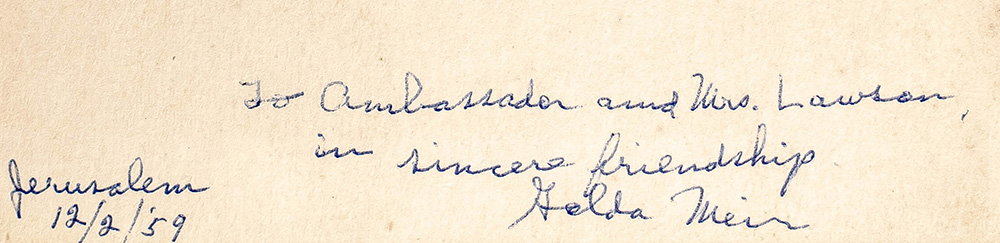 To Ambassador and Mrs. Lawson,
in sincere friendship
Golda Meir
Jerusalem
12/2/'59